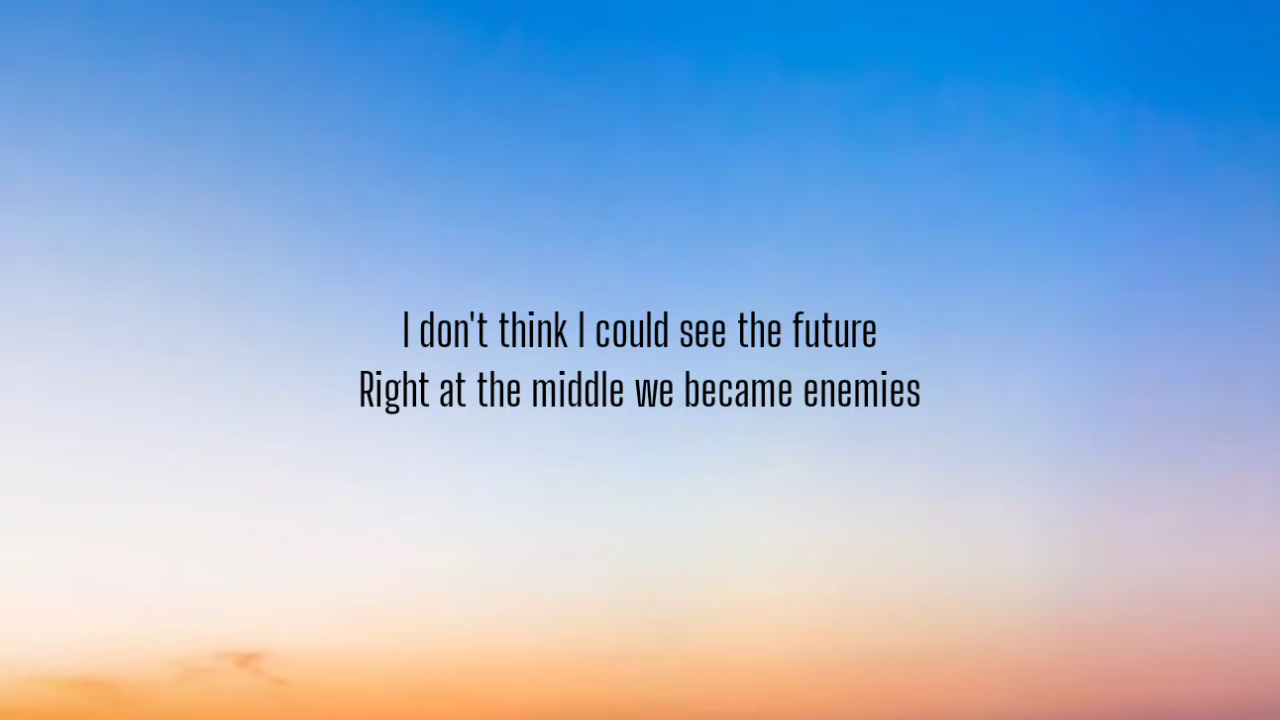 I don't think I could see the future
Right at the middle we became enemies